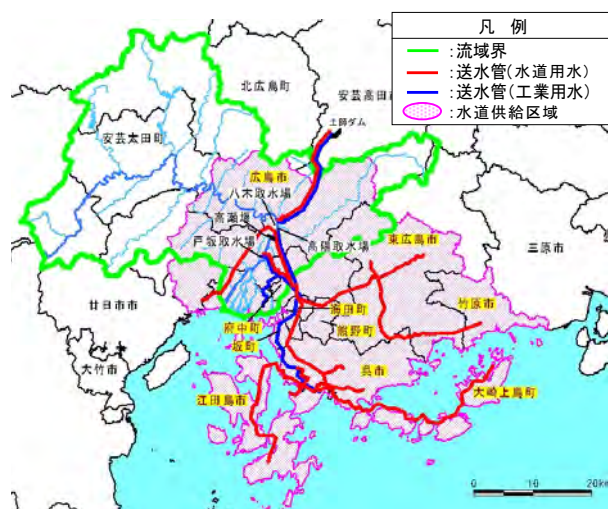 凡 例
:流域界
:送水管(水道用水)
:送水管(工業用水)
:水道供給区域
北広島町
安芸高田市
土師ダム
安芸太田町
広島市
八木取水場
高瀬堰
戸坂取水場
高陽取水場
東広島市
三原市
廿日市市
海田町
竹原市
府中町
熊野町
坂町
大竹市
呉市
江田島市
大崎上島町
0 10 20km